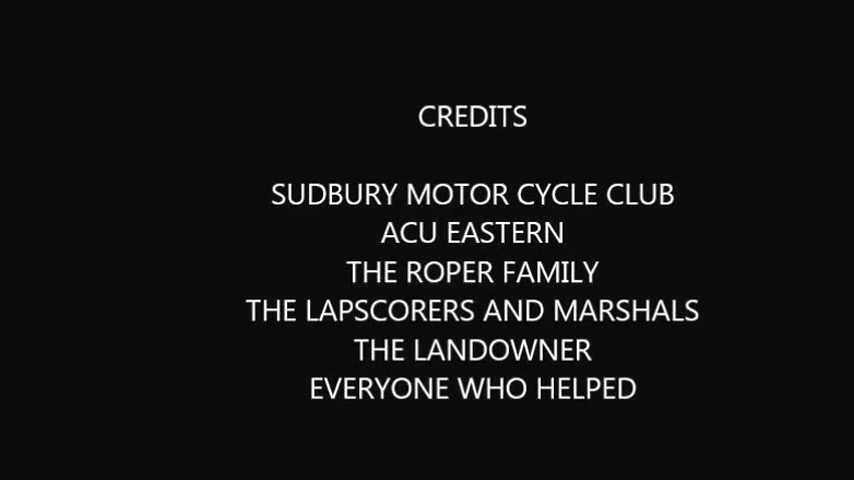 CREDITS
SUDBURY MOTOR CYCLE CLUB
ACU EASTERN
THE ROPER FAMILY
THE LAPSCORERS AND MARSHALS
THE LANDOWNER
EVERYONE WHO HELPED